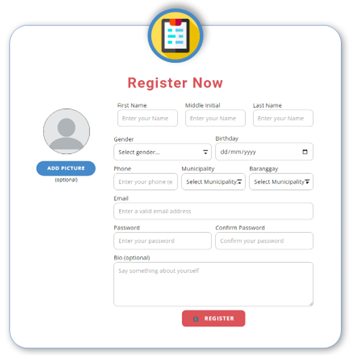 Register Now
First Name Middle Initial Last Name
Enter your Name Enter your Name Enter your Name
Gender Birthday
Select gender... dd/mm/yyyy
ADD PICTURE
(optional)
Phone Municipality Baranggay
Enter your phone Select Municipality Select Municipality
Email
Enter a valid email address
Password Confirm Password
Enter your password Confirm your password
Bio (optional)
Say something about yourself
REGISTER